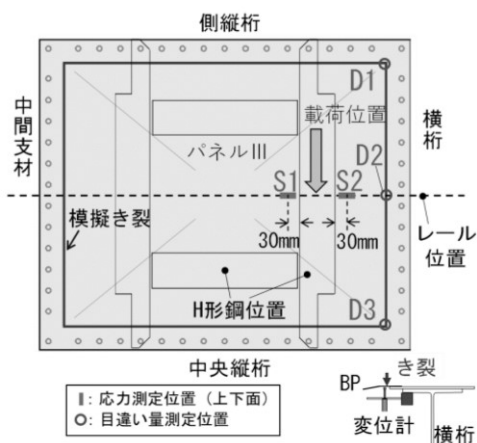 側縦桁
中間支材
D1
載荷位置
横桁
パネルⅢ
D2
S1
S2
模擬き裂
30mm
30mm
レール
位置
H形鋼位置
D3
中央縦桁
：応力測定位置（上下面）
：目違い量測定位置
き裂
BP
変位計
横桁